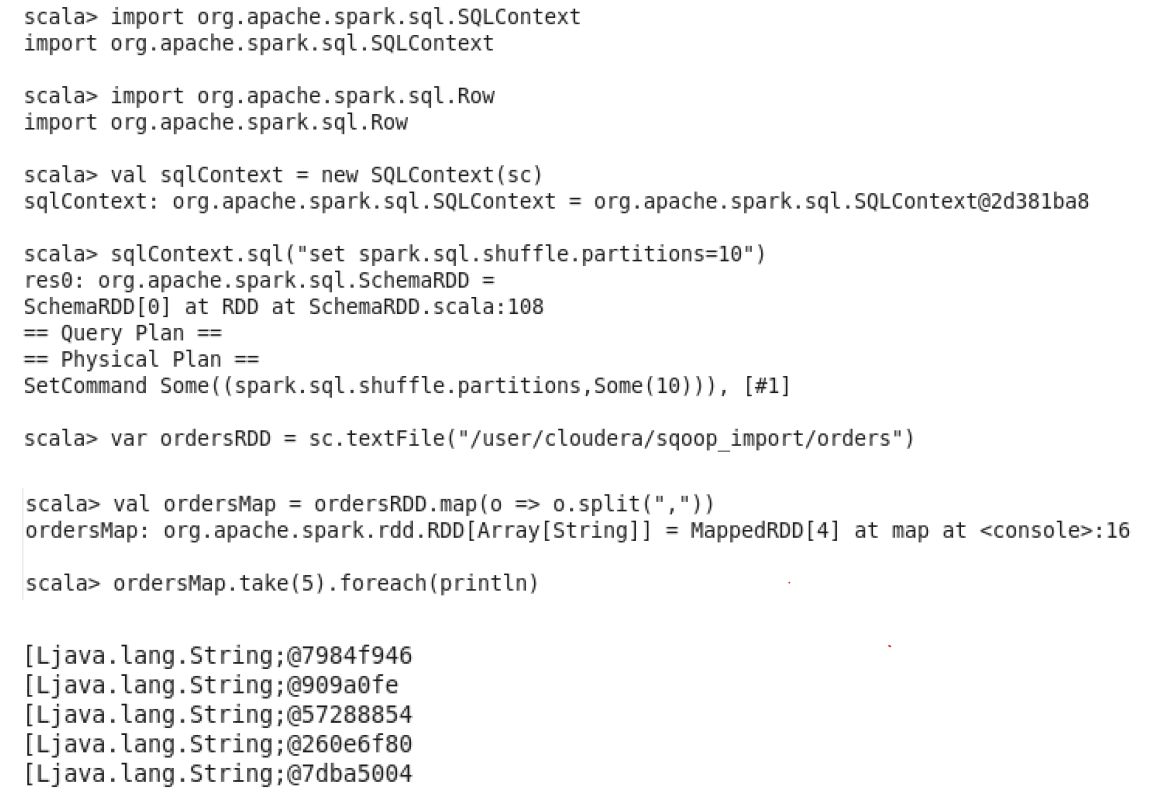 scala> import org.apache.spark.sql.SQLContext
import org.apache.spark.sql.SQLContext
scala> import org.apache.spark.sql.Row
import org.apache.spark.sql.Row
scala> val sqlContext = new SQLContext(sc)
sqlContext: org.apache.spark.sql.SQLContext = org.apache.spark.sql.SQLContext@2d381ba8
scala> sqlContext.sql("set spark.sql.shuffle.partitions=10")
res0: org.apache.spark.sql.SchemaRDD =
SchemaRDD[0] at RDD at SchemaRDD.scala:108
== Query Plan ==
== Physical Plan ==
SetCommand Some((spark.sql.shuffle.partitions,Some(10))), [#1]
scala> var ordersRDD = sc.textFile("/user/cloudera/sqoop_import/orders")
scala> val ordersMap = ordersRDD.map(o => o.split(","))
ordersMap: org.apache.spark.rdd.RDD[Array[String]] = MappedRDD[4] at map at <console>:16
scala> ordersMap.take(5).foreach(println)
[Ljava.lang.String;@7984f946
[Ljava.lang.String;@909a0fe
[Ljava.lang.String;@57288854
[Ljava.lang.String;@260e6f80
[Ljava.lang.String;@7dba5004